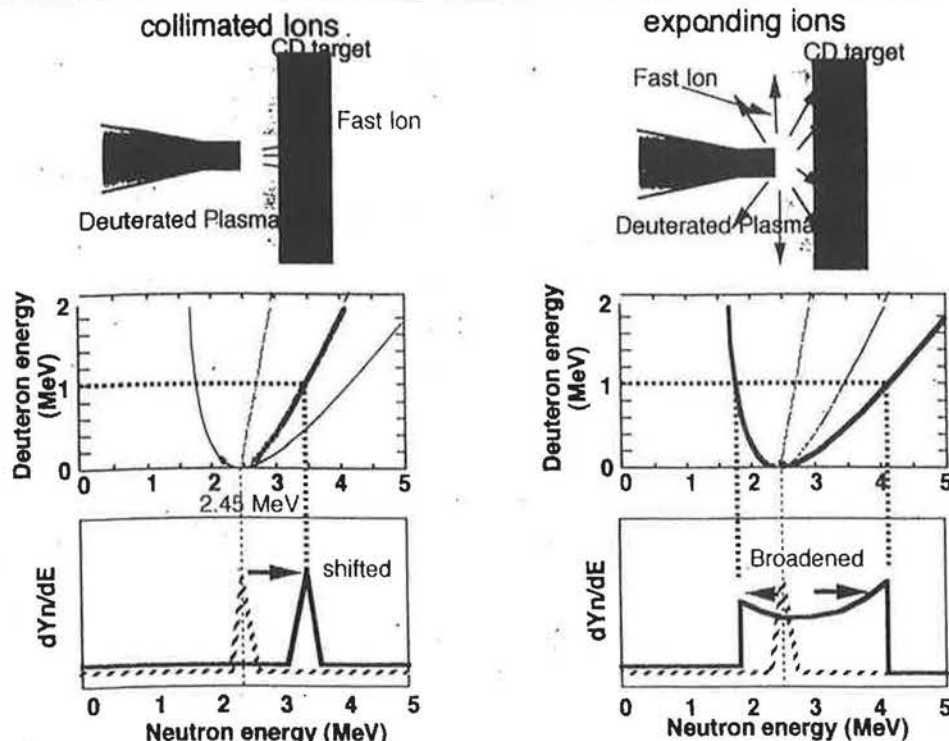 collimated Ions .
CD target
Fast Ion
Deuterated Plasma
Deuteron energy
(MeV)
2
1
0
0 1 2 3 4 5
2.45 MeV
dYn/dE
shifted
0 1 2 3 4 5
Neutron energy (MeV)
expanding ions
CD target
Fast Ion
Deuterated Plasma
Deuteron energy
(MeV)
2
1
0
0 1 2 3 4 5
dYn/dE
Broadened
0 1 2 3 4 5
Neutron energy (MeV)